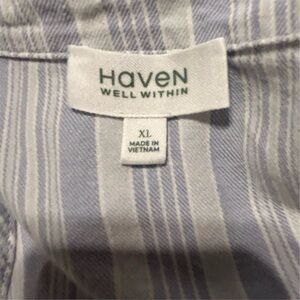 HaveN
WELL WITHIN
XL
MADE IN
VIETNAM